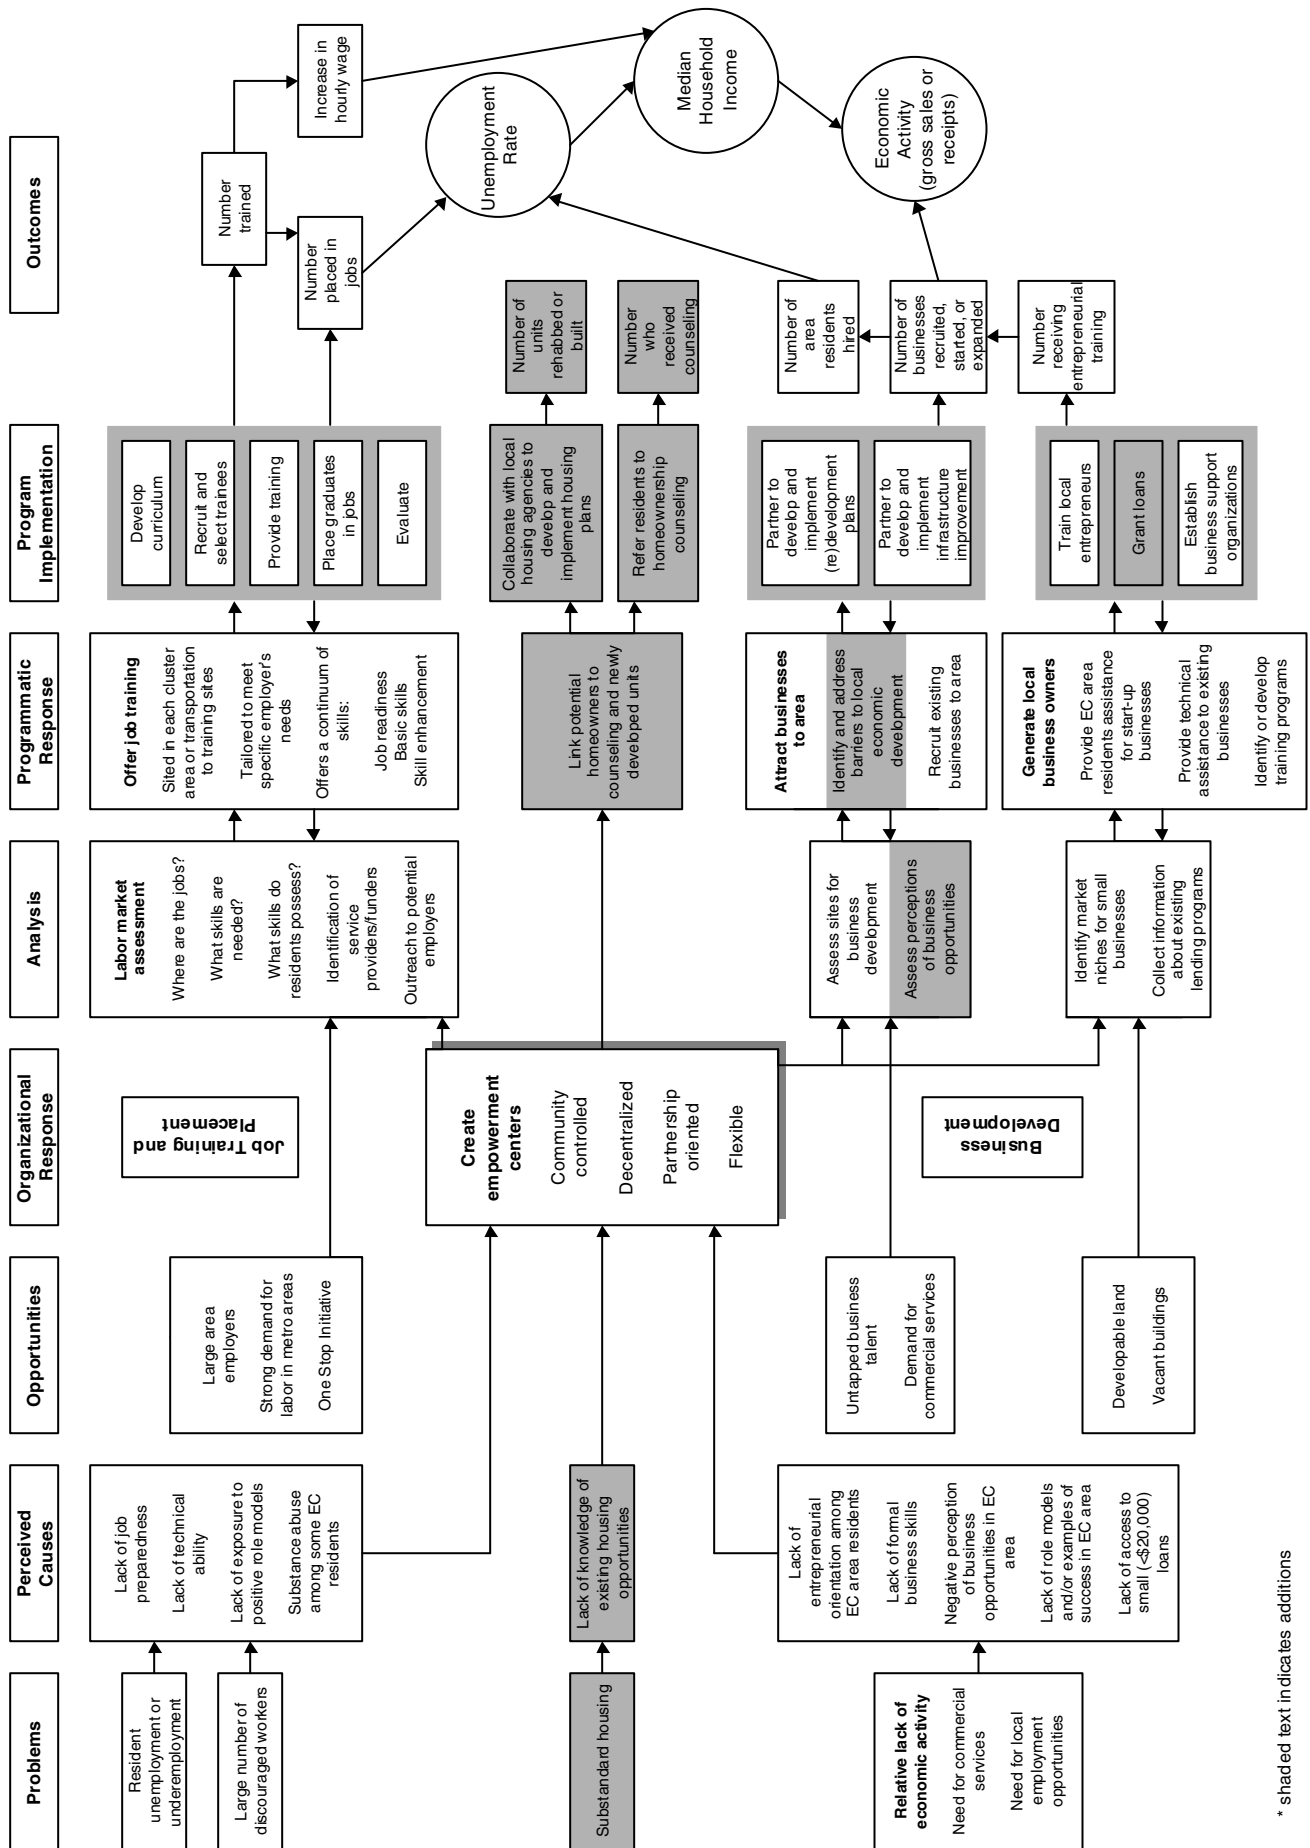 Problems
Perceived
Causes
Opportunities
Organizational
Response
Analysis
Programmatic
Response
Program
Implementation
Outcomes
Resident
unemployment or
underemployment
Large number of
discouraged workers
Lack of job
preparedness
Lack of technical
ability
Lack of exposure to
positive role models
Substance abuse
among some EC
residents
Large area
employers
Strong demand for
labor in metro areas
One Stop Initiative
Job Training and
Placement
Labor market
assessment
Where are the jobs?
What skills are
needed?
What skills do
residents possess?
Identification of
service
providers/funders
Outreach to potential
employers
Offer job training
Sited in each cluster
area or transportation
to training sites
Tailored to meet
specific employer's
needs
Offers a continuum of
skills:
Job readiness
Basic skills
Skill enhancement
Develop
curriculum
Recruit and
select trainees
Provide training
Place graduates
in jobs
Evaluate
Number
trained
Number
placed in
jobs
Increase in
hourly wage
Substandard housing
Lack of knowledge of
existing housing
opportunities
Create
empowerment
centers
Community
controlled
Decentralized
Partnership
oriented
Flexible
Link potential
homeowners to
counseling and newly
developed units
Collaborate with local
housing agencies to
develop and
implement housing
plans
Refer residents to
homeownership
counseling
Number of
units
rehabbed or
built
Number
who
received
counseling
Unemployment
Rate
Median
Household
Income
Economic
Activity
(gross sales or
receipts)
Relative lack of
economic activity
Need for commercial
services
Need for local
employment
opportunities
Lack of
entrepreneurial
orientation among
EC area residents
Lack of formal
business skills
Negative perception
of business
opportunities in EC
area
Lack of role models
and/or examples of
success in EC area
Lack of access to
small (<$20,000)
loans
Untapped business
talent
Demand for
commercial services
Developable land
Vacant buildings
Business
Development
Assess sites for
business
development
Assess perceptions
of business
opportunities
Identify market
niches for small
businesses
Collect information
about existing
lending programs
Attract businesses
to area
Identify and address
barriers to local
economic
development
Recruit existing
businesses to area
Generate local
business owners
Provide EC area
residents assistance
for start-up
businesses
Provide technical
assistance to existing
businesses
Identify or develop
training programs
Partner to
develop and
implement
(re)development
plans
Partner to
develop and
implement
infrastructure
improvement
Train local
entrepreneurs
Grant loans
Establish
business support
organizations
Number of
area
residents
hired
Number of
businesses
recruited,
started, or
expanded
Number
receiving
entrepreneurial
training
* shaded text indicates additions